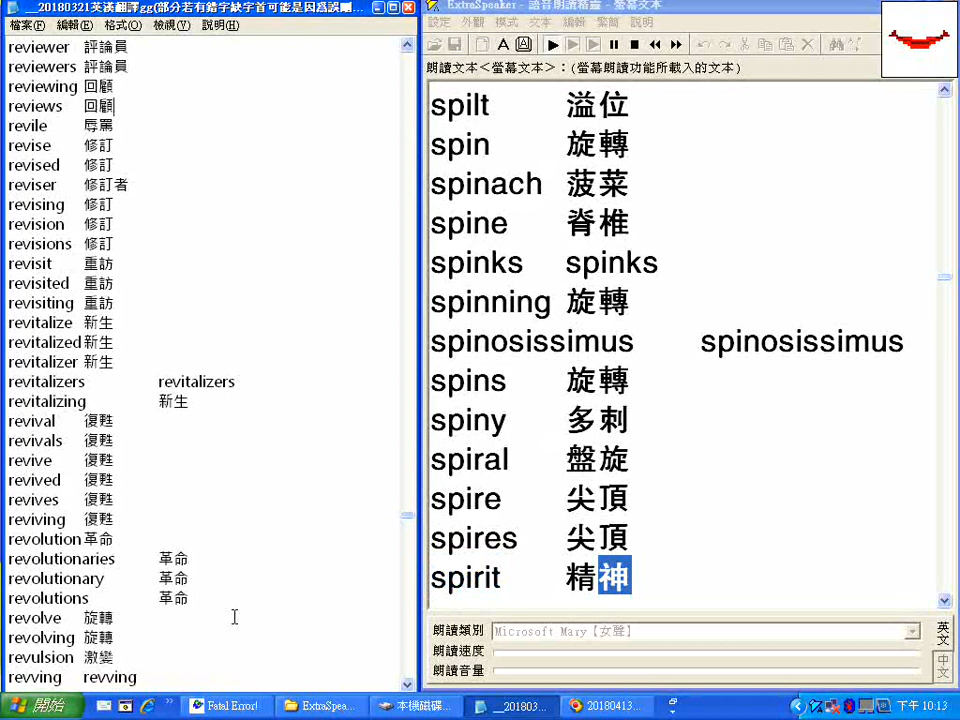 __20180321英漢翻譯gg(部分若有錯字缺字首可能是因爲誤刪...
檔案(F) 編輯(E) 格式(O) 檢視(V) 說明(H)
reviewer 評論員
reviewers 評論員
reviewing 回顧
reviews 回顧
revile 辱罵
revise 修訂
revised 修訂
reviser 修訂者
revising 修訂
revision 修訂
revisions 修訂
revisit 重訪
revisited 重訪
revisiting 重訪
revitalize 新生
revitalized 新生
revitalizer 新生
revitalizers revitalizers
revitalizing 新生
revival 復甦
revivals 復甦
revive 復甦
revived 復甦
revives 復甦
reviving 復甦
revolution 革命
revolutionaries 革命
revolutionary 革命
revolutions 革命
revolve 旋轉
revolving 旋轉
revulsion 激變
revving revving
ExtraSpeaker - 語音朗讀精靈 - 螢幕文本
設定 外觀 模式 文本 編輯 繁簡 說明
朗讀文本<螢幕文本>：(螢幕朗讀功能所載入的文本)
spilt 溢位
spin 旋轉
spinach 菠菜
spine 脊椎
spinks spinks
spinning 旋轉
spinosissimus spinosissimus
spins 旋轉
spiny 多刺
spiral 盤旋
spire 尖頂
spires 尖頂
spirit 精神
朗讀類別 Microsoft Mary【女聲】
朗讀速度
朗讀音量
英文
中文
開始 Fatal Error! ExtraSpea... 本機磁碟... __201803... 20180413... 下午 10:13